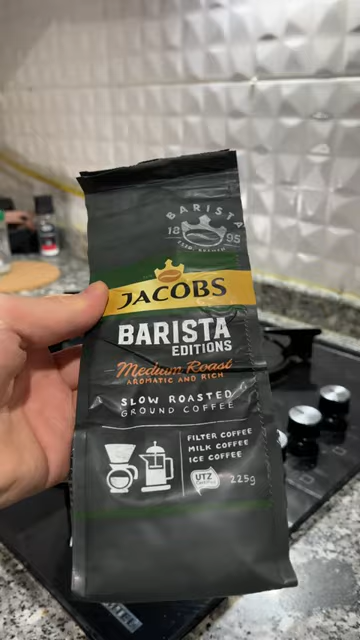 BARISTA
18 95
JACOBS
BARISTA
EDITIONS
Medium Roast
AROMATIC AND RICH
SLOW ROASTED
GROUND COFFEE
FILTER COFFEE
MILK COFFEE
ICE COFFEE
UTZ
Certified
225g